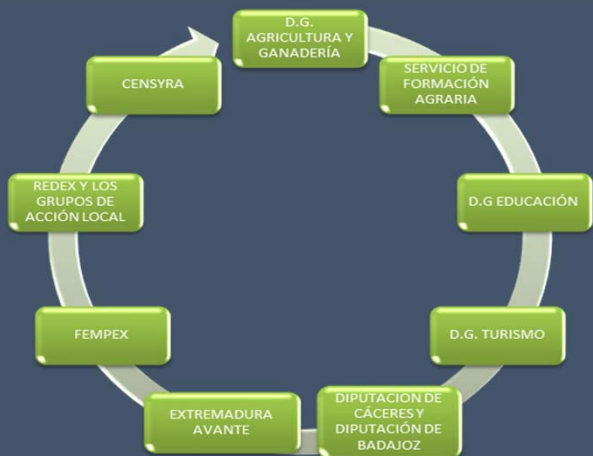 D.G.
AGRICULTURA Y
GANADERÍA
SERVICIO DE
FORMACIÓN
AGRARIA
D.G EDUCACIÓN
D.G. TURISMO
DIPUTACION DE
CÁCERES Y
DIPUTACIÓN DE
BADAJOZ
EXTREMADURA
AVANTE
FEMPEX
REDEX Y LOS
GRUPOS DE
ACCIÓN LOCAL
CENSYRA